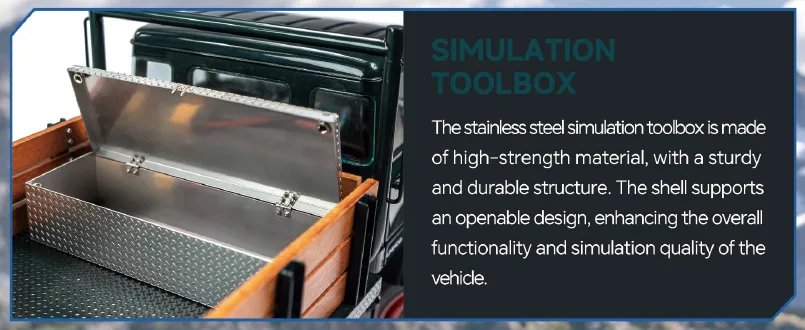 SIMULATION
TOOLBOX
The stainless steel simulation toolbox is made
of high-strength material, with a sturdy
and durable structure. The shell supports
an openable design, enhancing the overall
functionality and simulation quality of the
vehicle.